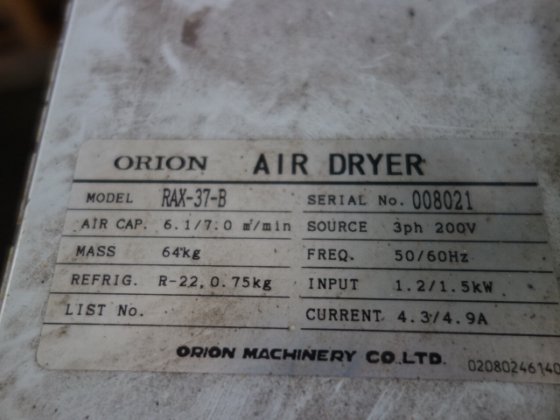 ORION AIR DRYER
MODEL RAX-37-B SERIAL No. 008021
AIR CAP. 6.1/7.0 m³/min SOURCE 3ph 200V
MASS 64kg FREQ. 50/60Hz
REFRIG. R-22, 0.75kg INPUT 1.2/1.5kW
LIST No. CURRENT 4.3/4.9A
ORION MACHINERY CO.,LTD. 02080246140